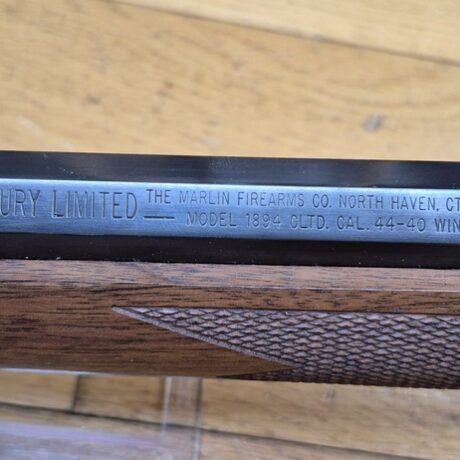 URY LIMITED — THE MARLIN FIREARMS CO. NORTH HAVEN, CT
MODEL 1894 CLTD. CAL. 44-40 WIN